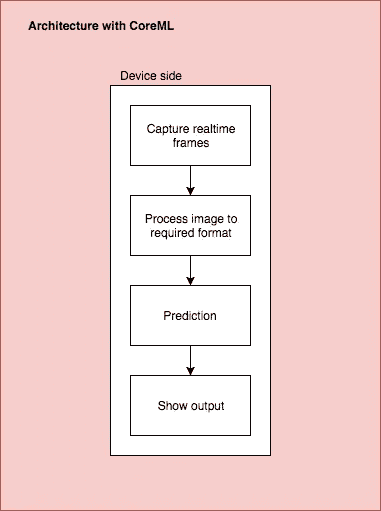 Architecture with CoreML
Device side
Capture realtime
frames
Process image to
required format
Prediction
Show output